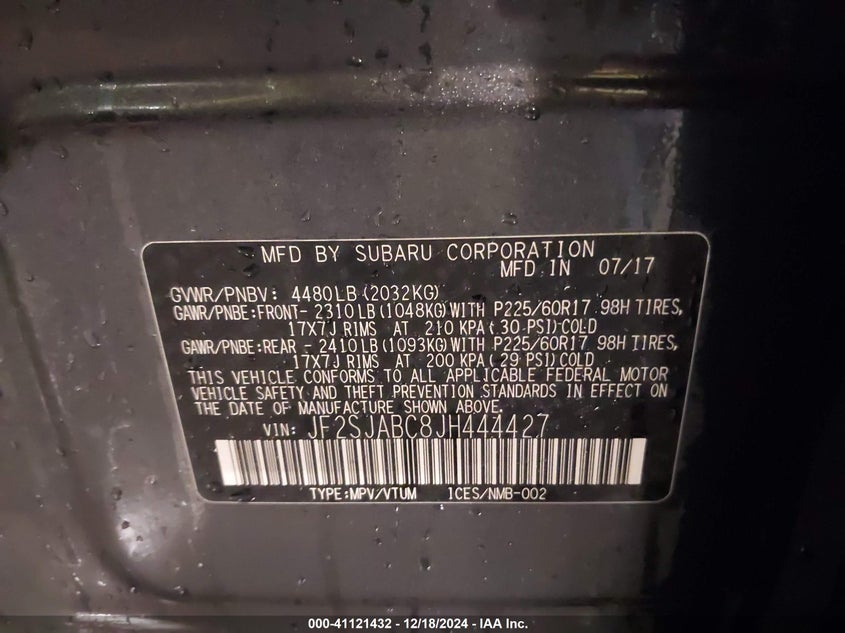 MFD BY SUBARU CORPORATION
MFD IN 07/17
GVWR/PNBV: 4480LB(2032KG)
GAWR/PNBE:FRONT- 2310LB(1048KG)WITH P225/60R17 98H TIRES,
17X7J RIMS AT 210 KPA( 30 PSI)COLD
GAWR/PNBE:REAR - 2410LB(1093KG)WITH P225/60R17 98H TIRES,
17X7J RIMS AT 200 KPA( 29 PSI)COLD
THIS VEHICLE CONFORMS TO ALL APPLICABLE FEDERAL MOTOR
VEHICLE SAFETY AND THEFT PREVENTION STANDARDS IN EFFECT ON
THE DATE OF MANUFACTURE SHOWN ABOVE.
VIN: JF2SJABC8JH444427
TYPE:MPV/VTUM ICES/NMB-002
000-41121432 - 12/18/2024 - IAA Inc.